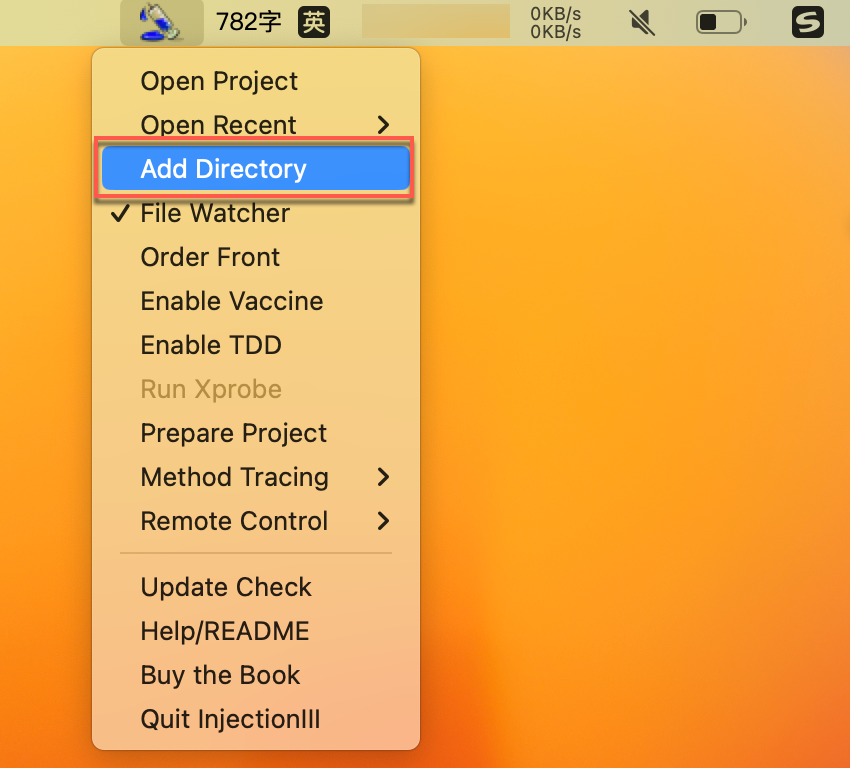 782字 英 0KB/s
0KB/s
Open Project
Open Recent
Add Directory
File Watcher
Order Front
Enable Vaccine
Enable TDD
Run Xprobe
Prepare Project
Method Tracing
Remote Control
Update Check
Help/README
Buy the Book
Quit InjectionIII